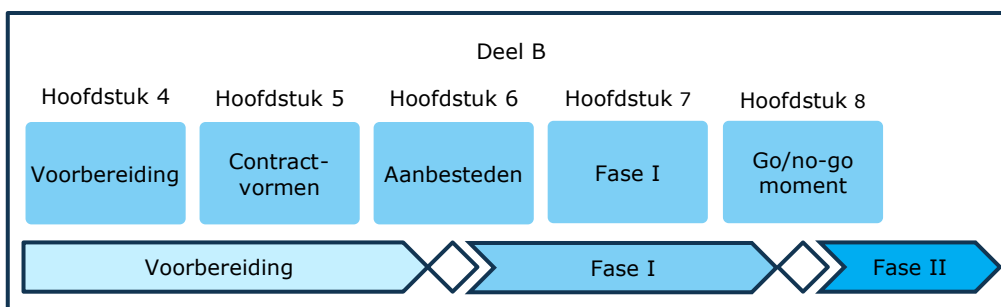 Deel B
Hoofdstuk 4
Hoofdstuk 5
Hoofdstuk 6
Hoofdstuk 7
Hoofdstuk 8
Voorbereiding
Contract-
vormen
Aanbesteden
Fase I
Go/no-go
moment
Voorbereiding
Fase I
Fase II